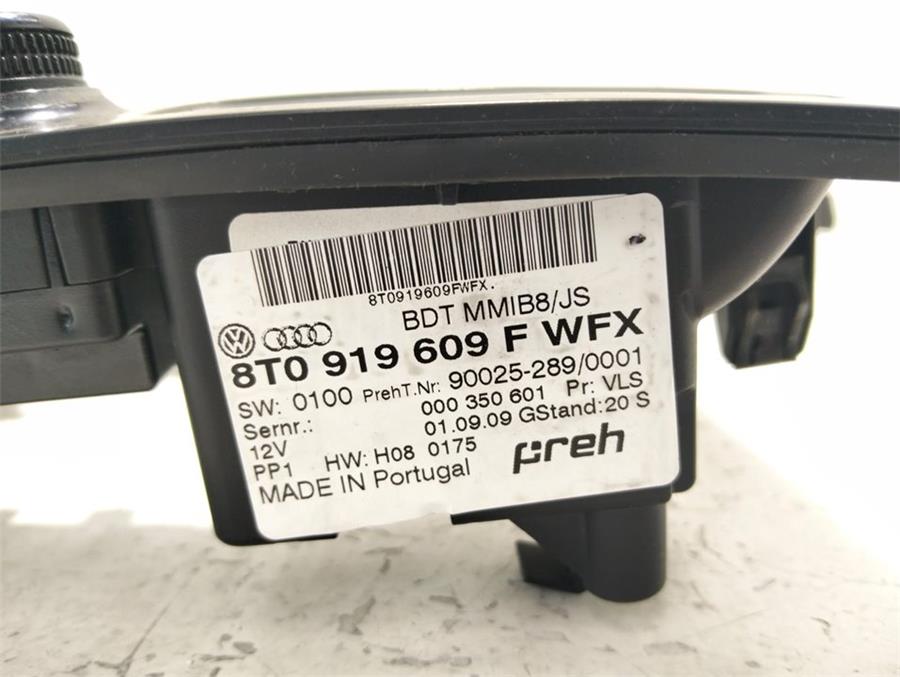 8T0919609FWFX.
BDT MMIB8/JS
8T0 919 609 F WFX
SW: 0100 PrehT.Nr: 90025-289/0001
Sernr.: 000 350 601 Pr: VLS
12V 01.09.09 GStand:20 S
PP1 HW: H08 0175
MADE IN Portugal preh